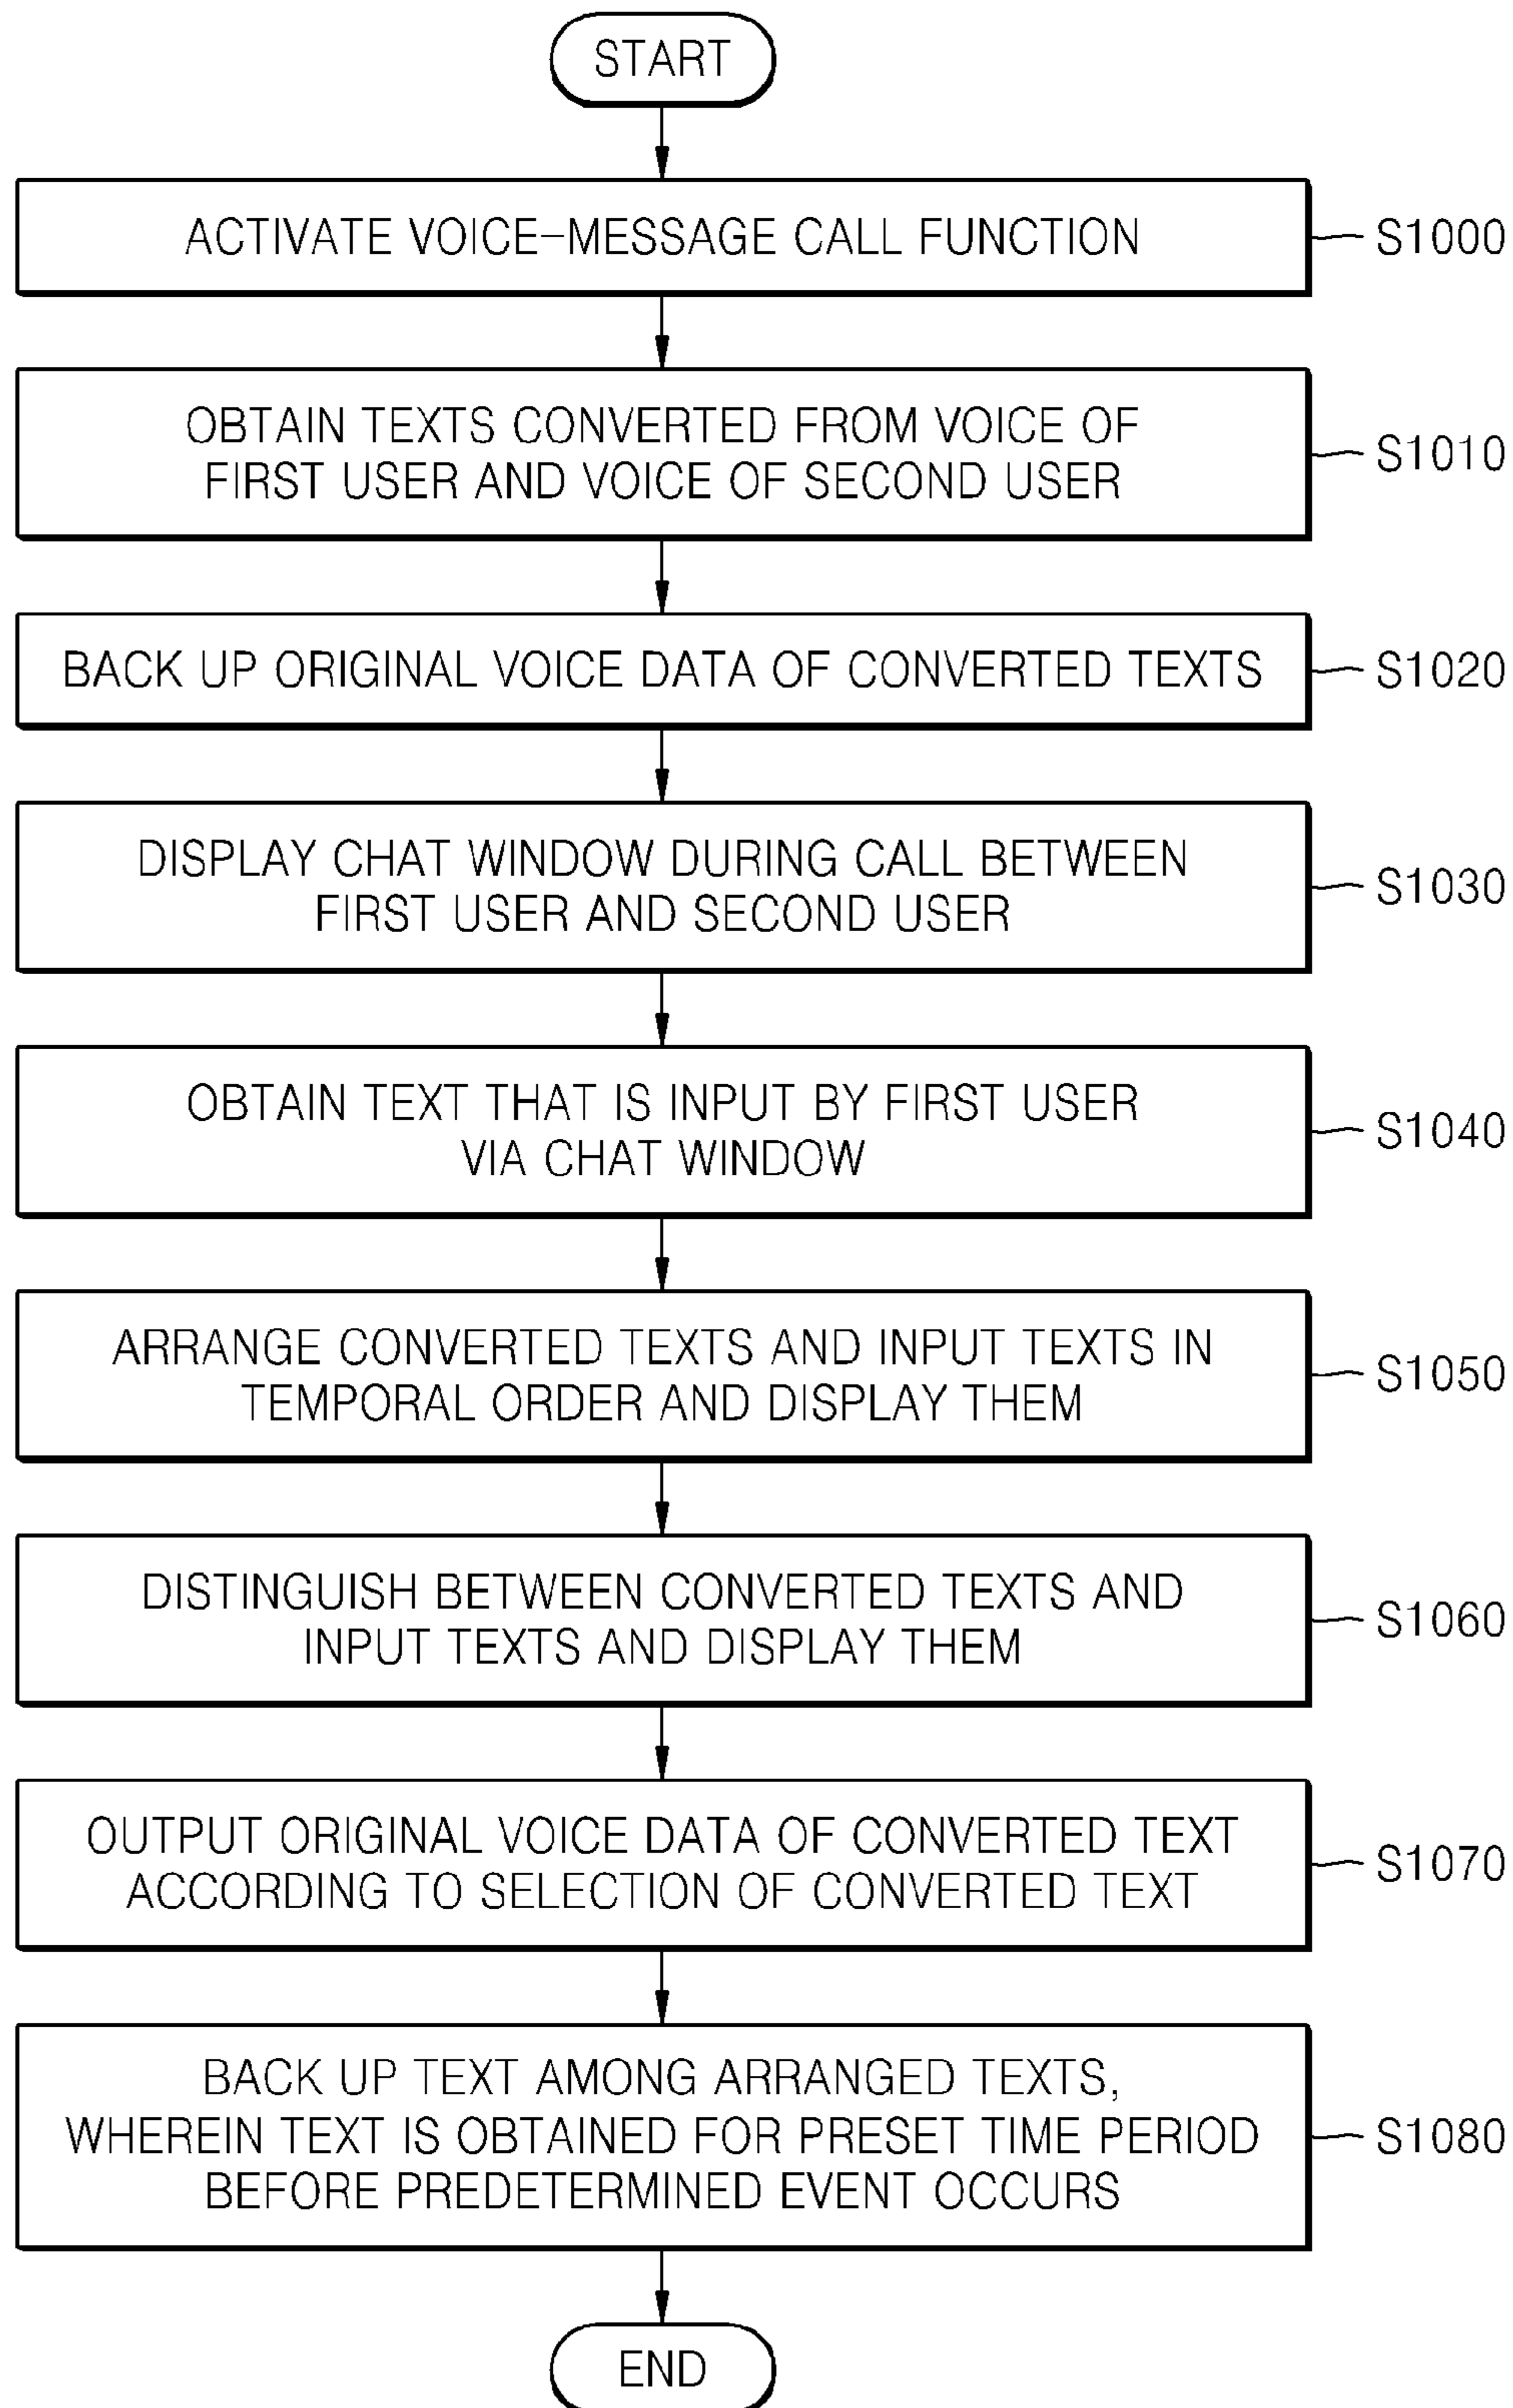 START
ACTIVATE VOICE-MESSAGE CALL FUNCTION
S1000
OBTAIN TEXTS CONVERTED FROM VOICE OF
FIRST USER AND VOICE OF SECOND USER
S1010
BACK UP ORIGINAL VOICE DATA OF CONVERTED TEXTS
S1020
DISPLAY CHAT WINDOW DURING CALL BETWEEN
FIRST USER AND SECOND USER
S1030
OBTAIN TEXT THAT IS INPUT BY FIRST USER
VIA CHAT WINDOW
S1040
ARRANGE CONVERTED TEXTS AND INPUT TEXTS IN
TEMPORAL ORDER AND DISPLAY THEM
S1050
DISTINGUISH BETWEEN CONVERTED TEXTS AND
INPUT TEXTS AND DISPLAY THEM
S1060
OUTPUT ORIGINAL VOICE DATA OF CONVERTED TEXT
ACCORDING TO SELECTION OF CONVERTED TEXT
S1070
BACK UP TEXT AMONG ARRANGED TEXTS,
WHEREIN TEXT IS OBTAINED FOR PRESET TIME PERIOD
BEFORE PREDETERMINED EVENT OCCURS
S1080
END